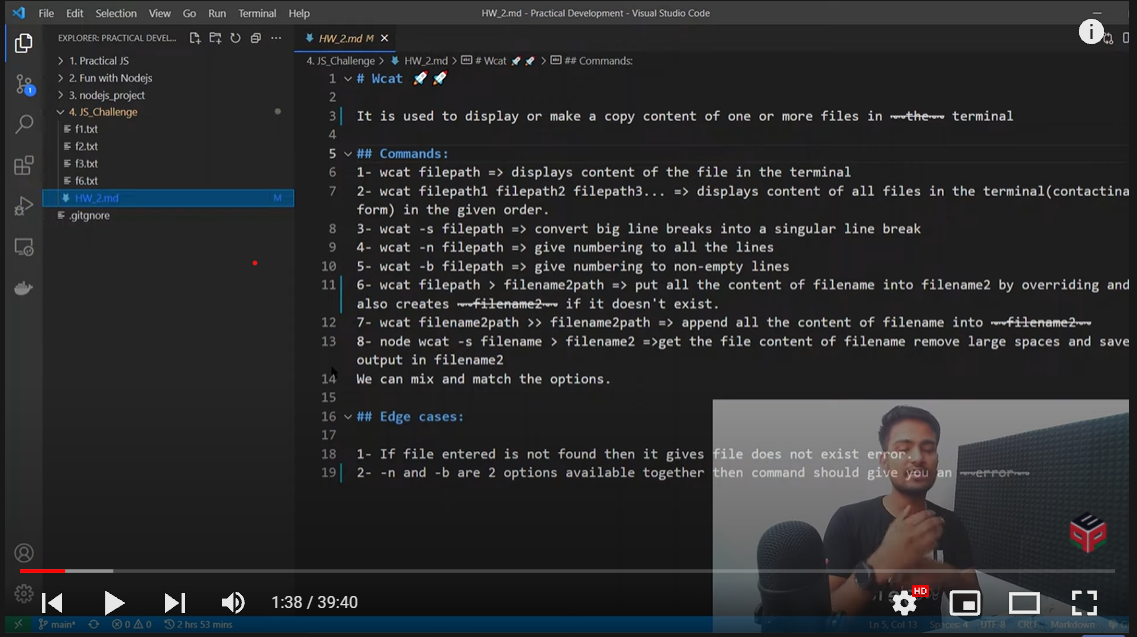 File Edit Selection View Go Run Terminal Help
HW_2.md - Practical Development - Visual Studio Code
EXPLORER: PRACTICAL DEVEL...
> 1. Practical JS
> 2. Fun with Nodejs
> 3. nodejs_project
4. JS_Challenge
f1.txt
f2.txt
f3.txt
f6.txt
HW_2.md M
.gitgnore
HW_2.md M
4. JS_Challenge > HW_2.md > # Wcat 🚀 🚀 > ## Commands:
1 # Wcat 🚀 🚀
2
3 It is used to display or make a copy content of one or more files in ~~the~~ terminal
4
5 ## Commands:
6 1- wcat filepath => displays content of the file in the terminal
7 2- wcat filepath1 filepath2 filepath3... => displays content of all files in the terminal(contactina
form) in the given order.
8 3- wcat -s filepath => convert big line breaks into a singular line break
9 4- wcat -n filepath => give numbering to all the lines
10 5- wcat -b filepath => give numbering to non-empty lines
11 6- wcat filepath > filename2path => put all the content of filename into filename2 by overriding and
also creates ~~filename2~~ if it doesn't exist.
12 7- wcat filename2path >> filename2path => append all the content of filename into ~~filename2~~
13 8- node wcat -s filename > filename2 =>get the file content of filename remove large spaces and save
output in filename2
14 We can mix and match the options.
15
16 ## Edge cases:
17
18 1- If file entered is not found then it gives file does not exist error.
19 2- -n and -b are 2 options available together then command should give you an ~~error~~
1
i
1:38 / 39:40
HD
main* 0 0 2 hrs 53 mins
Ln 5, Col 13 Spaces: 4 UTF-8 CRLF Markdown